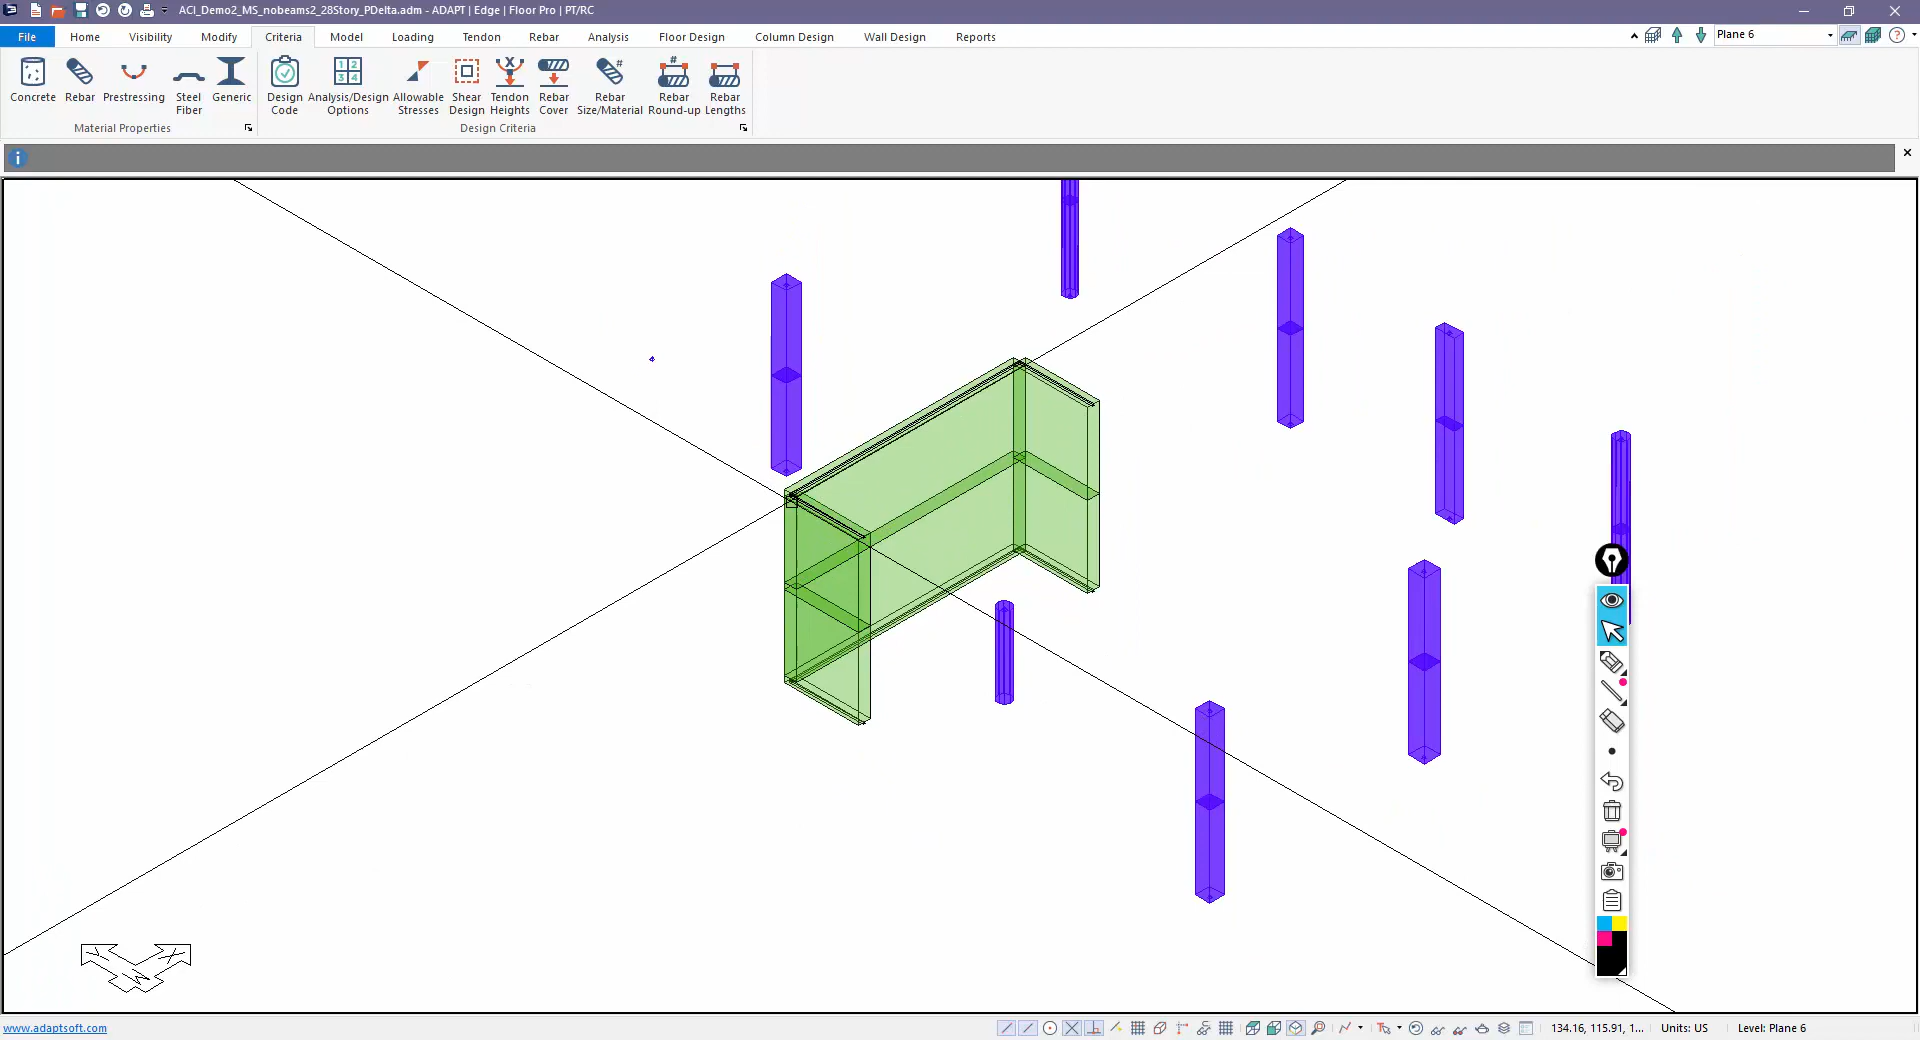 ACI_Demo2_MS_nobeams2_28Story_PDelta.adm - ADAPT | Edge | Floor Pro | PT/RC
File Home Visibility Modify Criteria Model Loading Tendon Rebar Analysis Floor Design Column Design Wall Design Reports Plane 6
Concrete Rebar Prestressing Steel Fiber Generic Design Code Analysis/Design Options Allowable Stresses Shear Design Tendon Heights Rebar Cover Rebar Size/Material Rebar Round-up Rebar Lengths
Material Properties Design Criteria
Y X
www.adaptsoft.com 134.16, 115.91, 1... Units: US Level: Plane 6